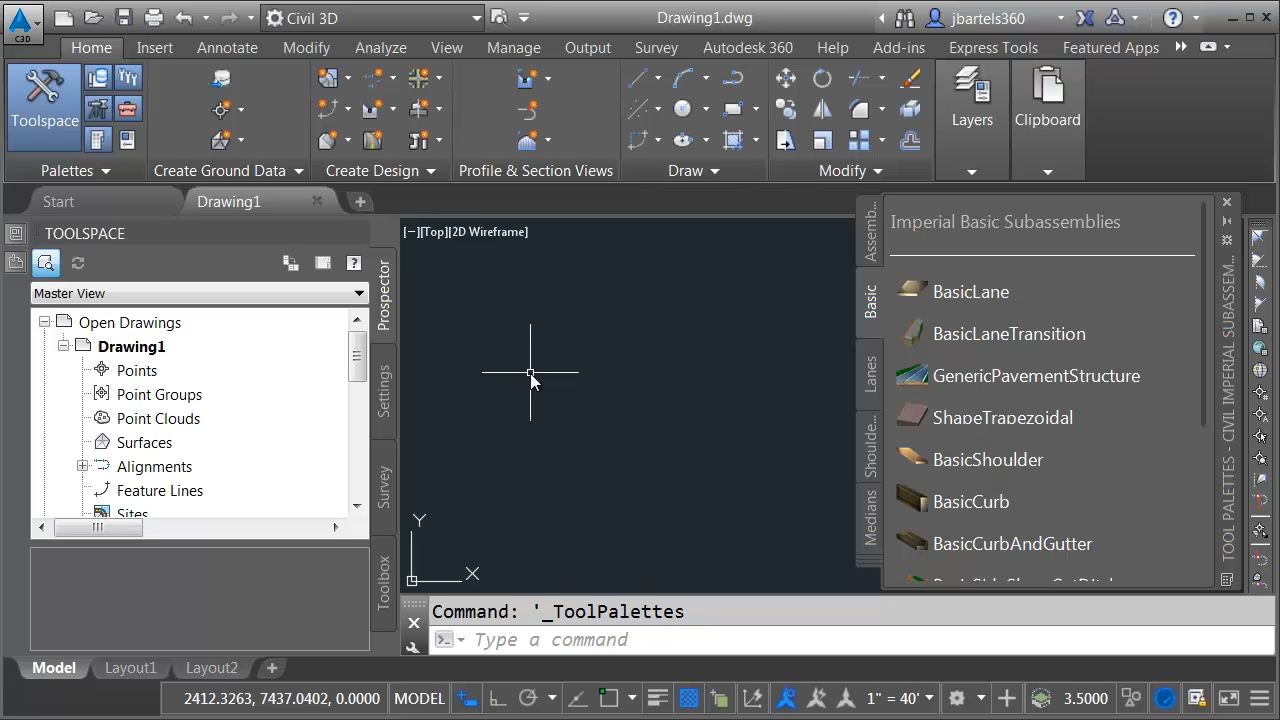 C3D
Civil 3D
Drawing1.dwg
jbartels360
Home
Insert
Annotate
Modify
Analyze
View
Manage
Output
Survey
Autodesk 360
Help
Add-ins
Express Tools
Featured Apps
Toolspace
Layers
Clipboard
Palettes
Create Ground Data
Create Design
Profile & Section Views
Draw
Modify
Start
Drawing1
TOOLSPACE
Master View
Open Drawings
Drawing1
Points
Point Groups
Point Clouds
Surfaces
Alignments
Feature Lines
Sites
Prospector
Settings
Survey
Toolbox
[−][Top][2D Wireframe]
Y
X
Assemb...
Basic
Lanes
Shoulde...
Medians
Imperial Basic Subassemblies
BasicLane
BasicLaneTransition
GenericPavementStructure
ShapeTrapezoidal
BasicShoulder
BasicCurb
BasicCurbAndGutter
TOOL PALETTES - CIVIL IMPERIAL SUBASSEM...
Command: '_ToolPalettes
Type a command
Model
Layout1
Layout2
2412.3263, 7437.0402, 0.0000
MODEL
1" = 40'
3.5000